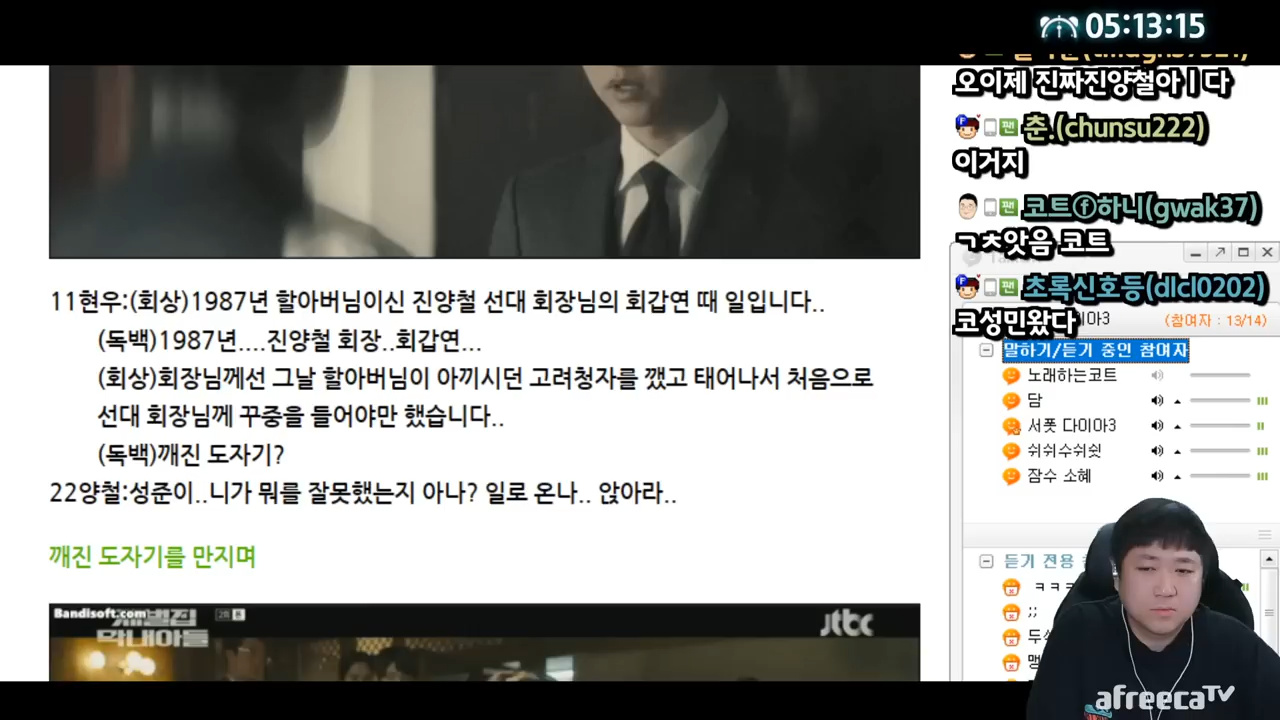 05:13:15
오이제 진짜진양철아ㅣ다
춘.(chunsu222)
이거지
코트ⓕ하니(gwak37)
ㄱㅊ앗음 코트
초록신호등(dlcl0202)
코성민왔다
이아3
(참여자 : 13/14)
말하기/듣기 중인 참여자
노래하는코트
담
서폿 다이아3
쉬쉬수쉬쉿
잠수 소혜
듣기 전용
ㅋㅋㅋ
;;
11현우:(회상)1987년 할아버님이신 진양철 선대 회장님의 회갑연 때 일입니다..
(독백)1987년....진양철 회장..회갑연...
(회상)회장님께선 그날 할아버님이 아끼시던 고려청자를 깼고 태어나서 처음으로
선대 회장님께 꾸중을 들어야만 했습니다..
(독백)깨진 도자기?
22양철:성준이..니가 뭐를 잘못했는지 아나? 일로 온나.. 앉아라..
깨진 도자기를 만지며
Bandisoft.com
재벌집
막내아들
jtbc
afreecaTV